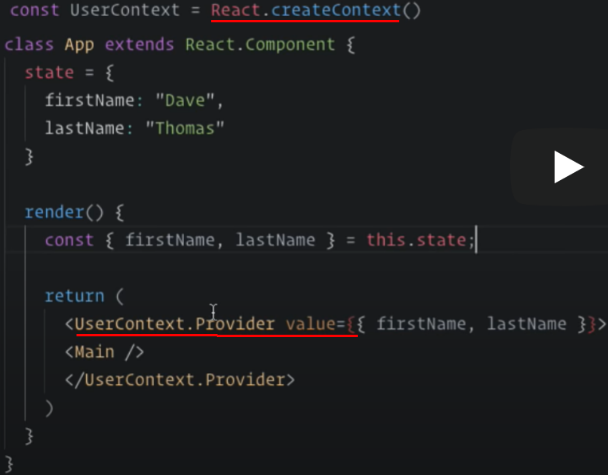 const UserContext = React.createContext()
class App extends React.Component {
state = {
firstName: "Dave",
lastName: "Thomas"
}
render() {
const { firstName, lastName } = this.state;
return (
<UserContext.Provider value={{ firstName, lastName }}>
<Main />
</UserContext.Provider>
)
}
}